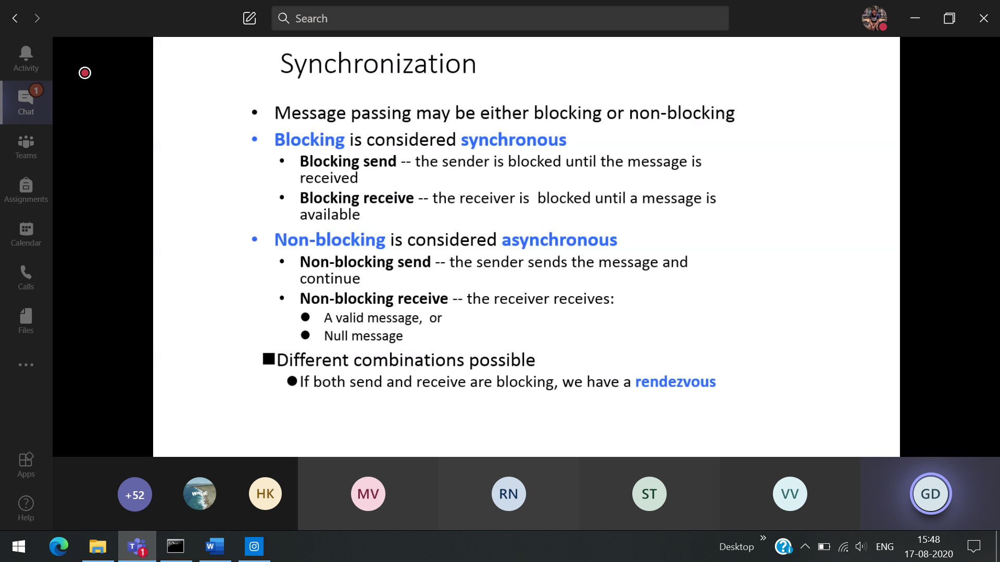 Search
Activity
1
Chat
Teams
Assignments
Calendar
Calls
Files
Apps
Help
Synchronization
• Message passing may be either blocking or non-blocking
• Blocking is considered synchronous
• Blocking send -- the sender is blocked until the message is
received
• Blocking receive -- the receiver is blocked until a message is
available
• Non-blocking is considered asynchronous
• Non-blocking send -- the sender sends the message and
continue
• Non-blocking receive -- the receiver receives:
● A valid message, or
● Null message
■Different combinations possible
●If both send and receive are blocking, we have a rendezvous
+52
WAVE
HK
MV
RN
ST
VV
GD
T
1
W
Desktop
ENG
15:48
17-08-2020